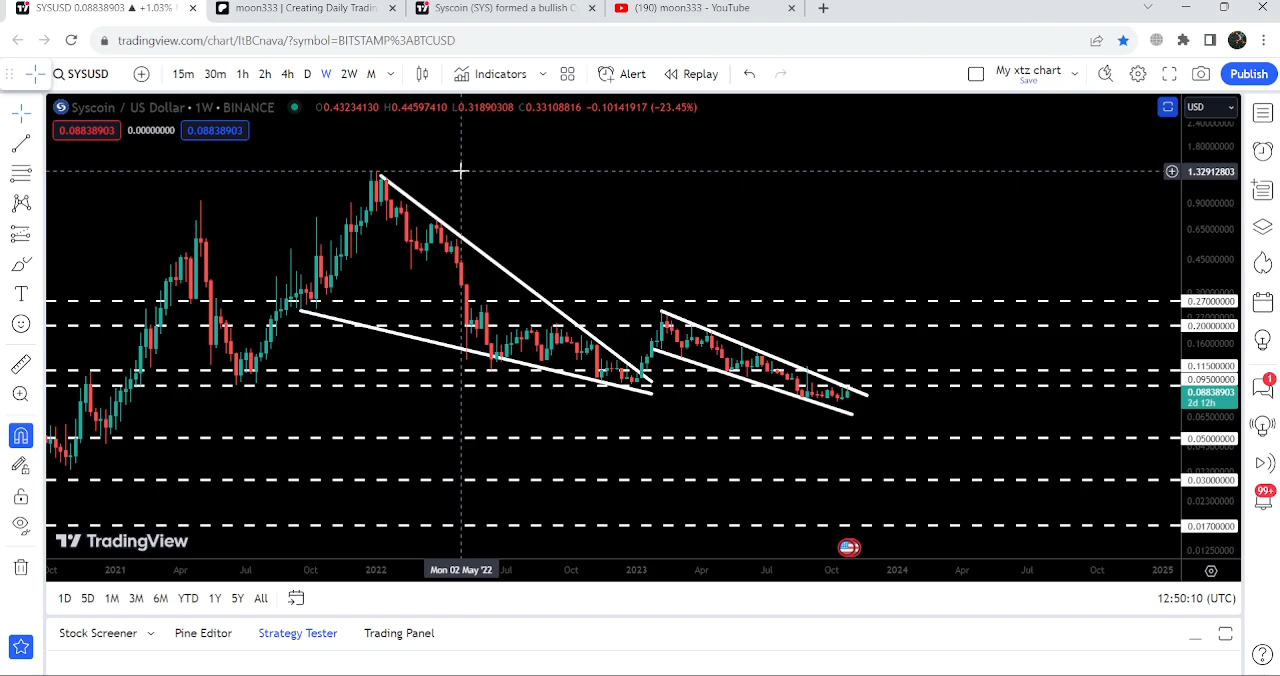 SYSUSD 0.08838903 ▲ +1.03%
moon333 | Creating Daily Tradin
Syscoin (SYS) formed a bullish
(190) moon333 - YouTube
tradingview.com/chart/ItBCnava/?symbol=BITSTAMP%3ABTCUSD
SYSUSD 15m 30m 1h 2h 4h D W 2W M Indicators Alert Replay My xtz chart Save Publish
Syscoin / US Dollar • 1W • BINANCE O0.43234130 H0.44597410 L0.31890308 C0.33108816 -0.10141917 (-23.45%)
USD
0.08838903 0.0000000 0.08838903
2.40000000
1.80000000
1.32912803
0.90000000
0.65000000
0.45000000
0.27000000
0.20000000
0.16000000
0.11500000
0.09500000
0.08838903
2d 12h
0.06500000
0.05000000
0.03000000
0.02300000
0.01700000
0.01250000
TradingView
Oct 2021 Apr Jul Oct 2022 Mon 02 May '22 Jul Oct 2023 Apr Jul Oct 2024 Apr Jul Oct 2025
1D 5D 1M 3M 6M YTD 1Y 5Y All 12:50:10 (UTC)
Stock Screener Pine Editor Strategy Tester Trading Panel
1
99+